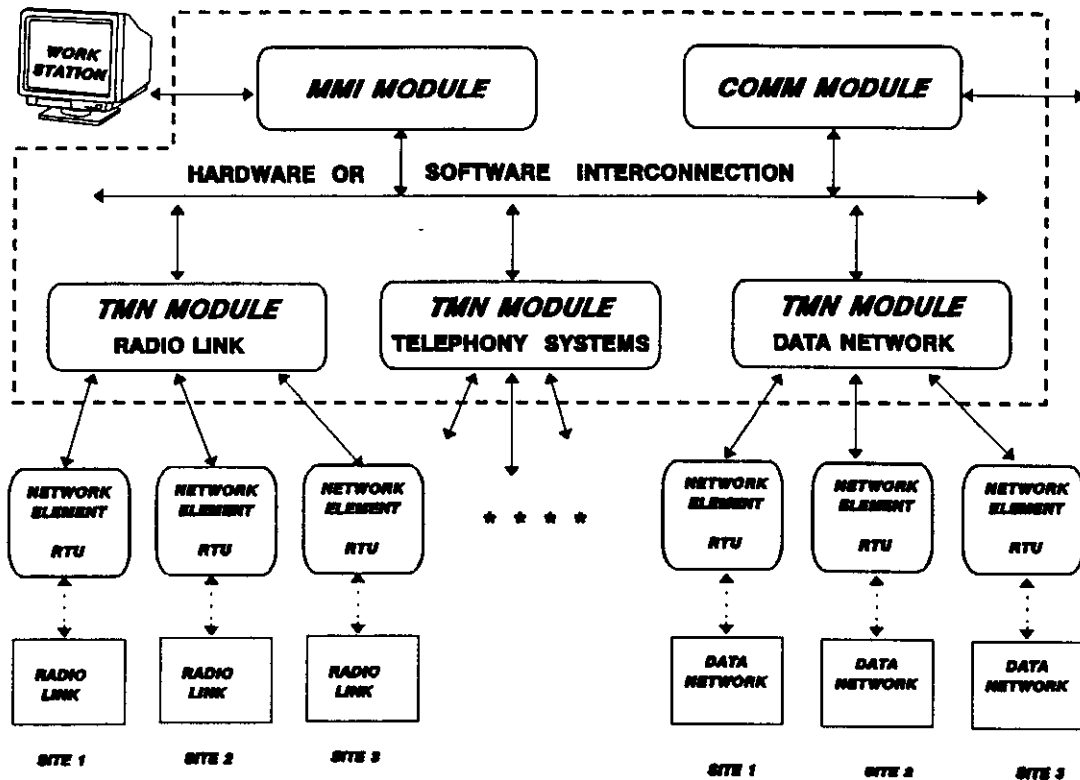 WORK
STATION
MMI MODULE
COMM MODULE
HARDWARE OR SOFTWARE INTERCONNECTION
TMN MODULE
RADIO LINK
TMN MODULE
TELEPHONY SYSTEMS
TMN MODULE
DATA NETWORK
NETWORK
ELEMENT
RTU
NETWORK
ELEMENT
RTU
NETWORK
ELEMENT
RTU
* * * *
NETWORK
ELEMENT
RTU
NETWORK
ELEMENT
RTU
NETWORK
ELEMENT
RTU
RADIO
LINK
RADIO
LINK
RADIO
LINK
DATA
NETWORK
DATA
NETWORK
DATA
NETWORK
SITE 1
SITE 2
SITE 3
SITE 1
SITE 2
SITE 3